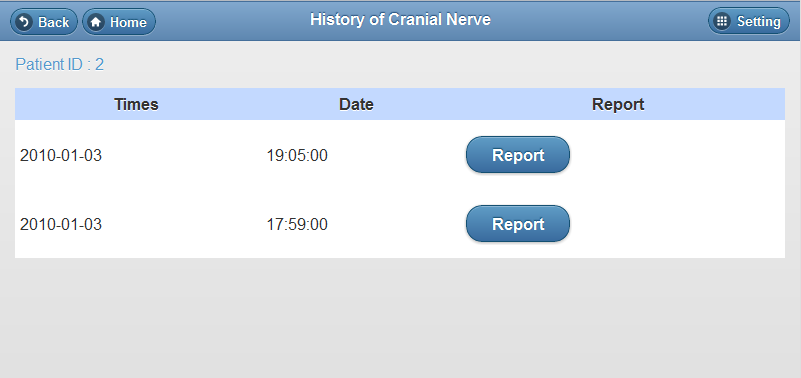 Back Home History of Cranial Nerve Setting
Patient ID : 2
Times Date Report
2010-01-03 19:05:00 Report
2010-01-03 17:59:00 Report